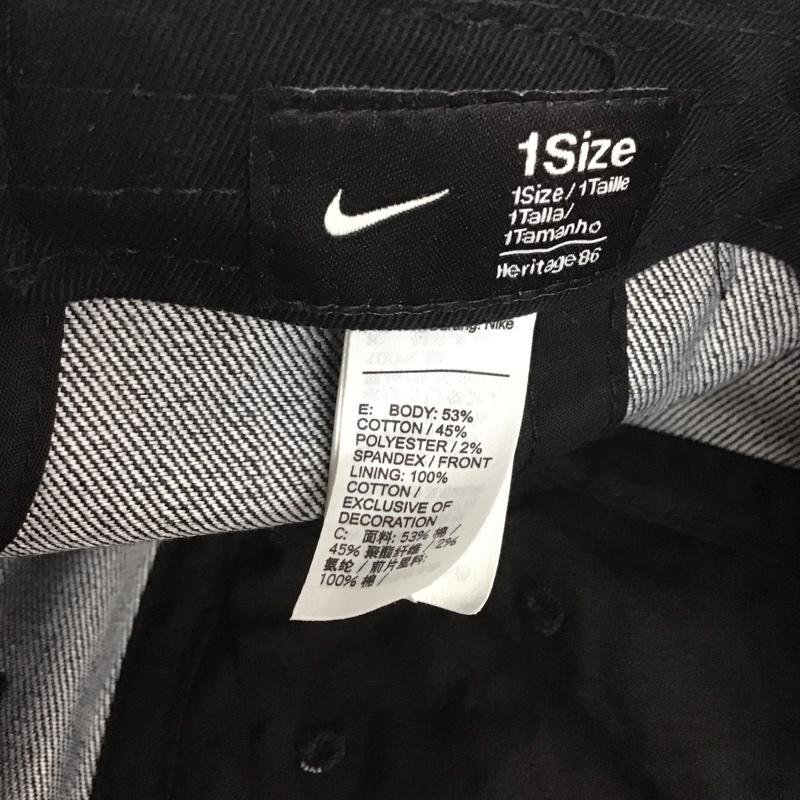 1Size
1Size/1Taille
1Talla/
1Tamanho
Heritage86
Nike
E: BODY: 53%
COTTON / 45%
POLYESTER / 2%
SPANDEX / FRONT
LINING: 100%
COTTON /
EXCLUSIVE OF
DECORATION
C: 面料: 53% 棉 /
45% 聚酯纤维 / 2%
氨纶 / 前片里料:
100% 棉 /